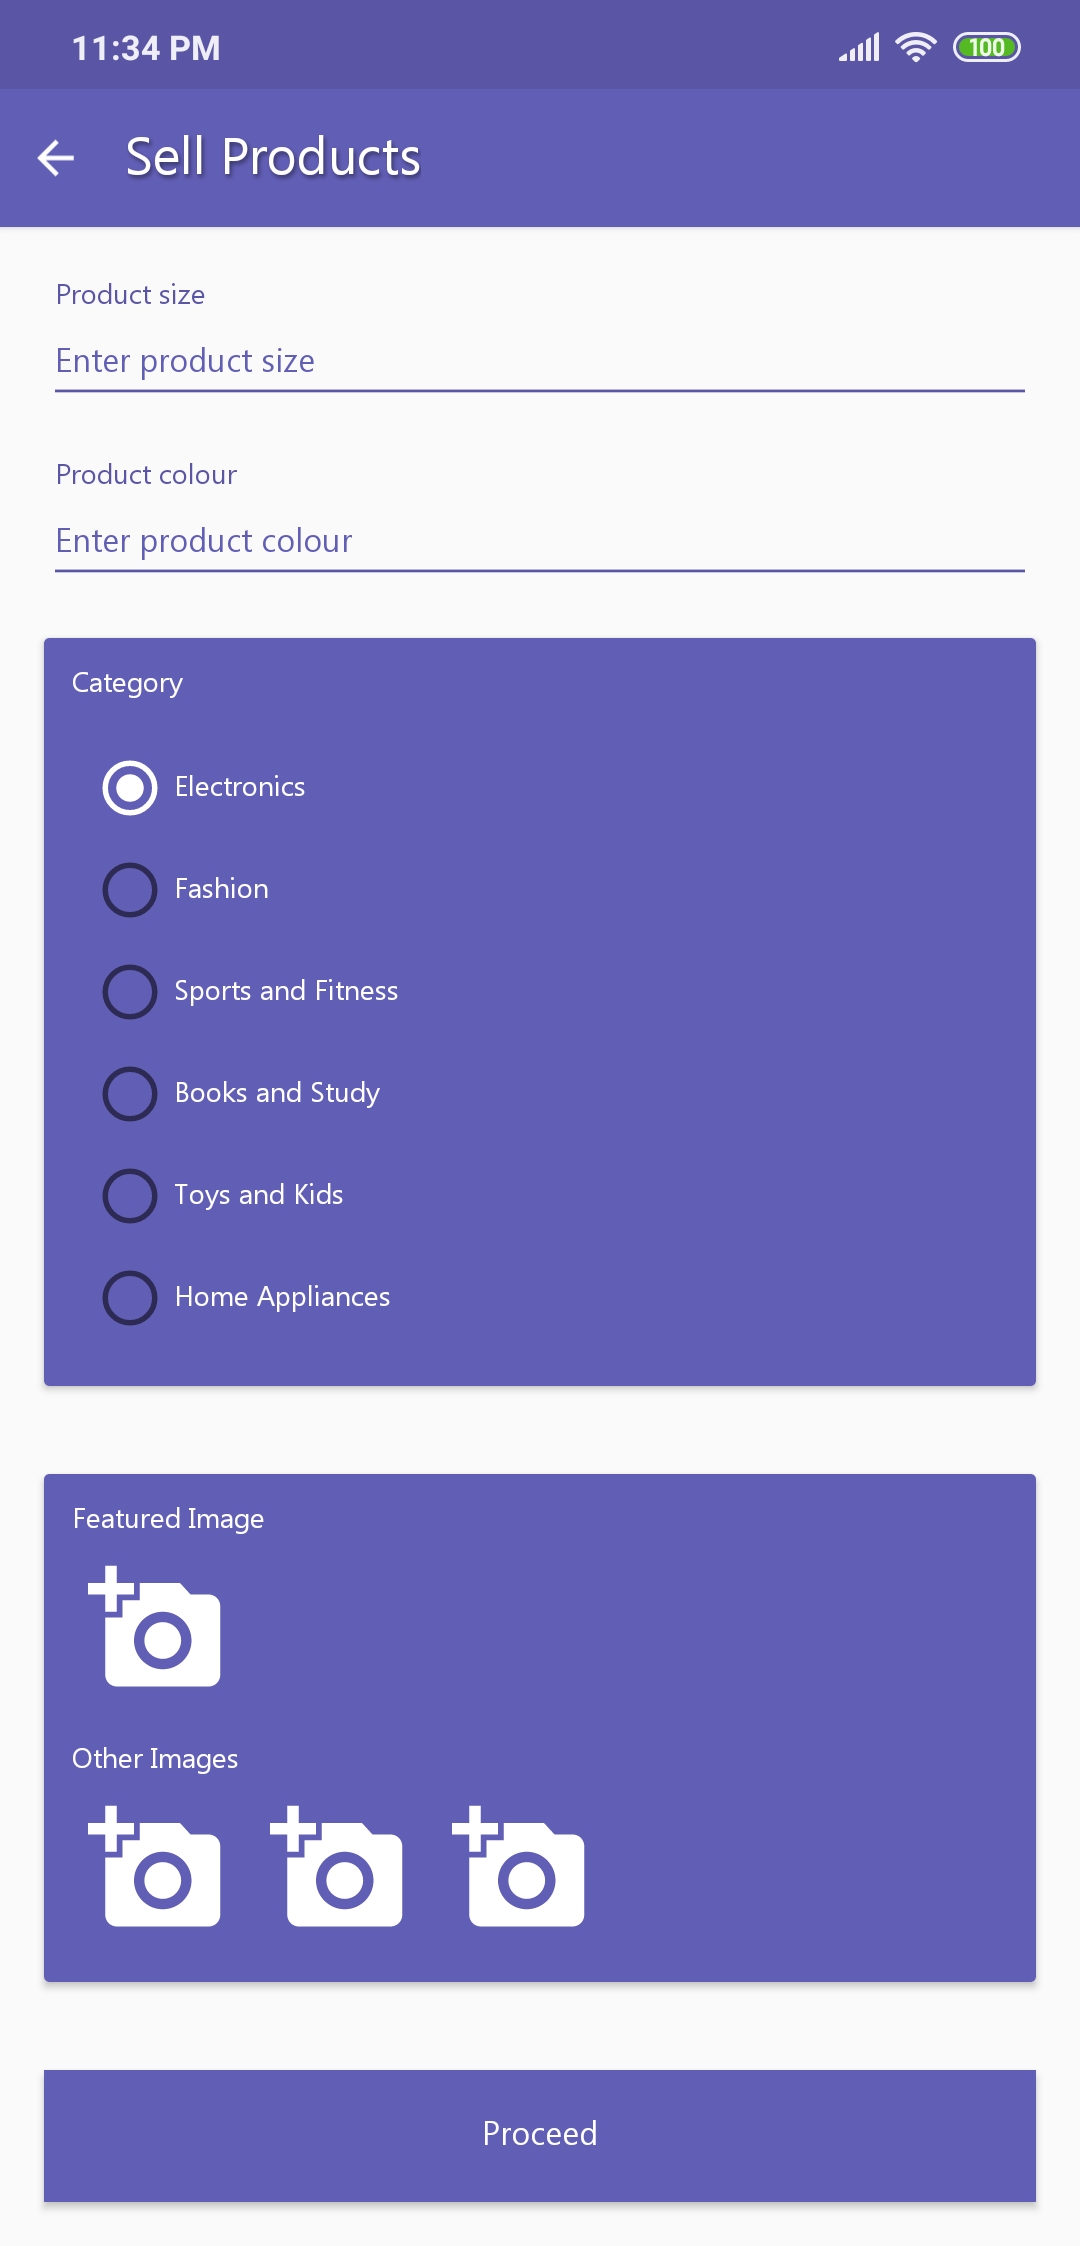 11:34 PM
100
Sell Products
Product size
Enter product size
Product colour
Enter product colour
Category
Electronics
Fashion
Sports and Fitness
Books and Study
Toys and Kids
Home Appliances
Featured Image
Other Images
Proceed